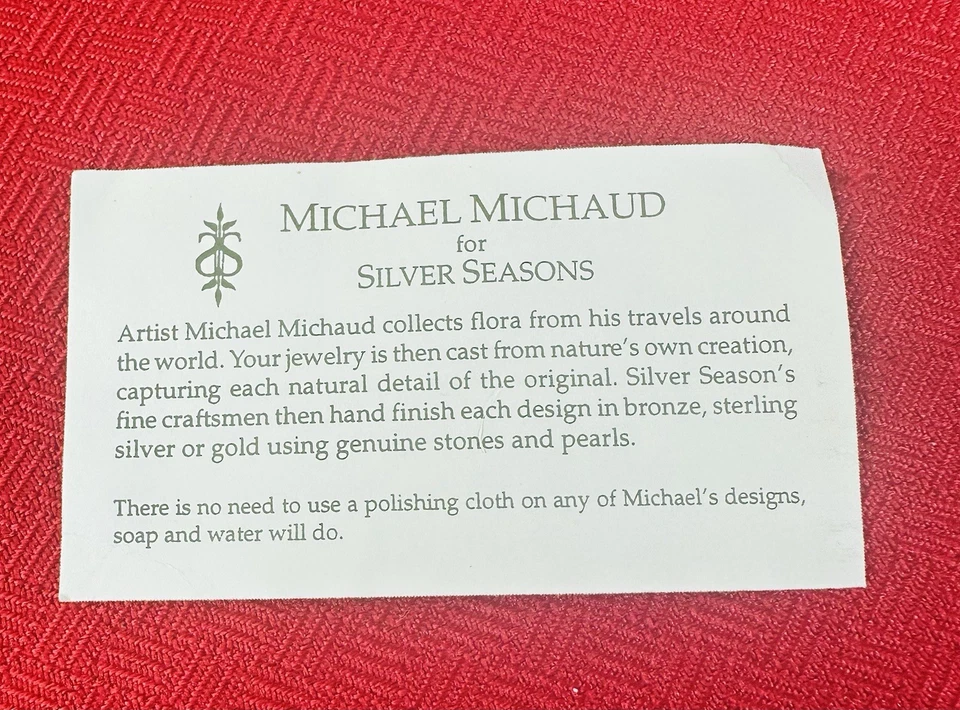 MICHAEL MICHAUD
for
SILVER SEASONS
Artist Michael Michaud collects flora from his travels around
the world. Your jewelry is then cast from nature's own creation,
capturing each natural detail of the original. Silver Season's
fine craftsmen then hand finish each design in bronze, sterling
silver or gold using genuine stones and pearls.
There is no need to use a polishing cloth on any of Michael's designs,
soap and water will do.